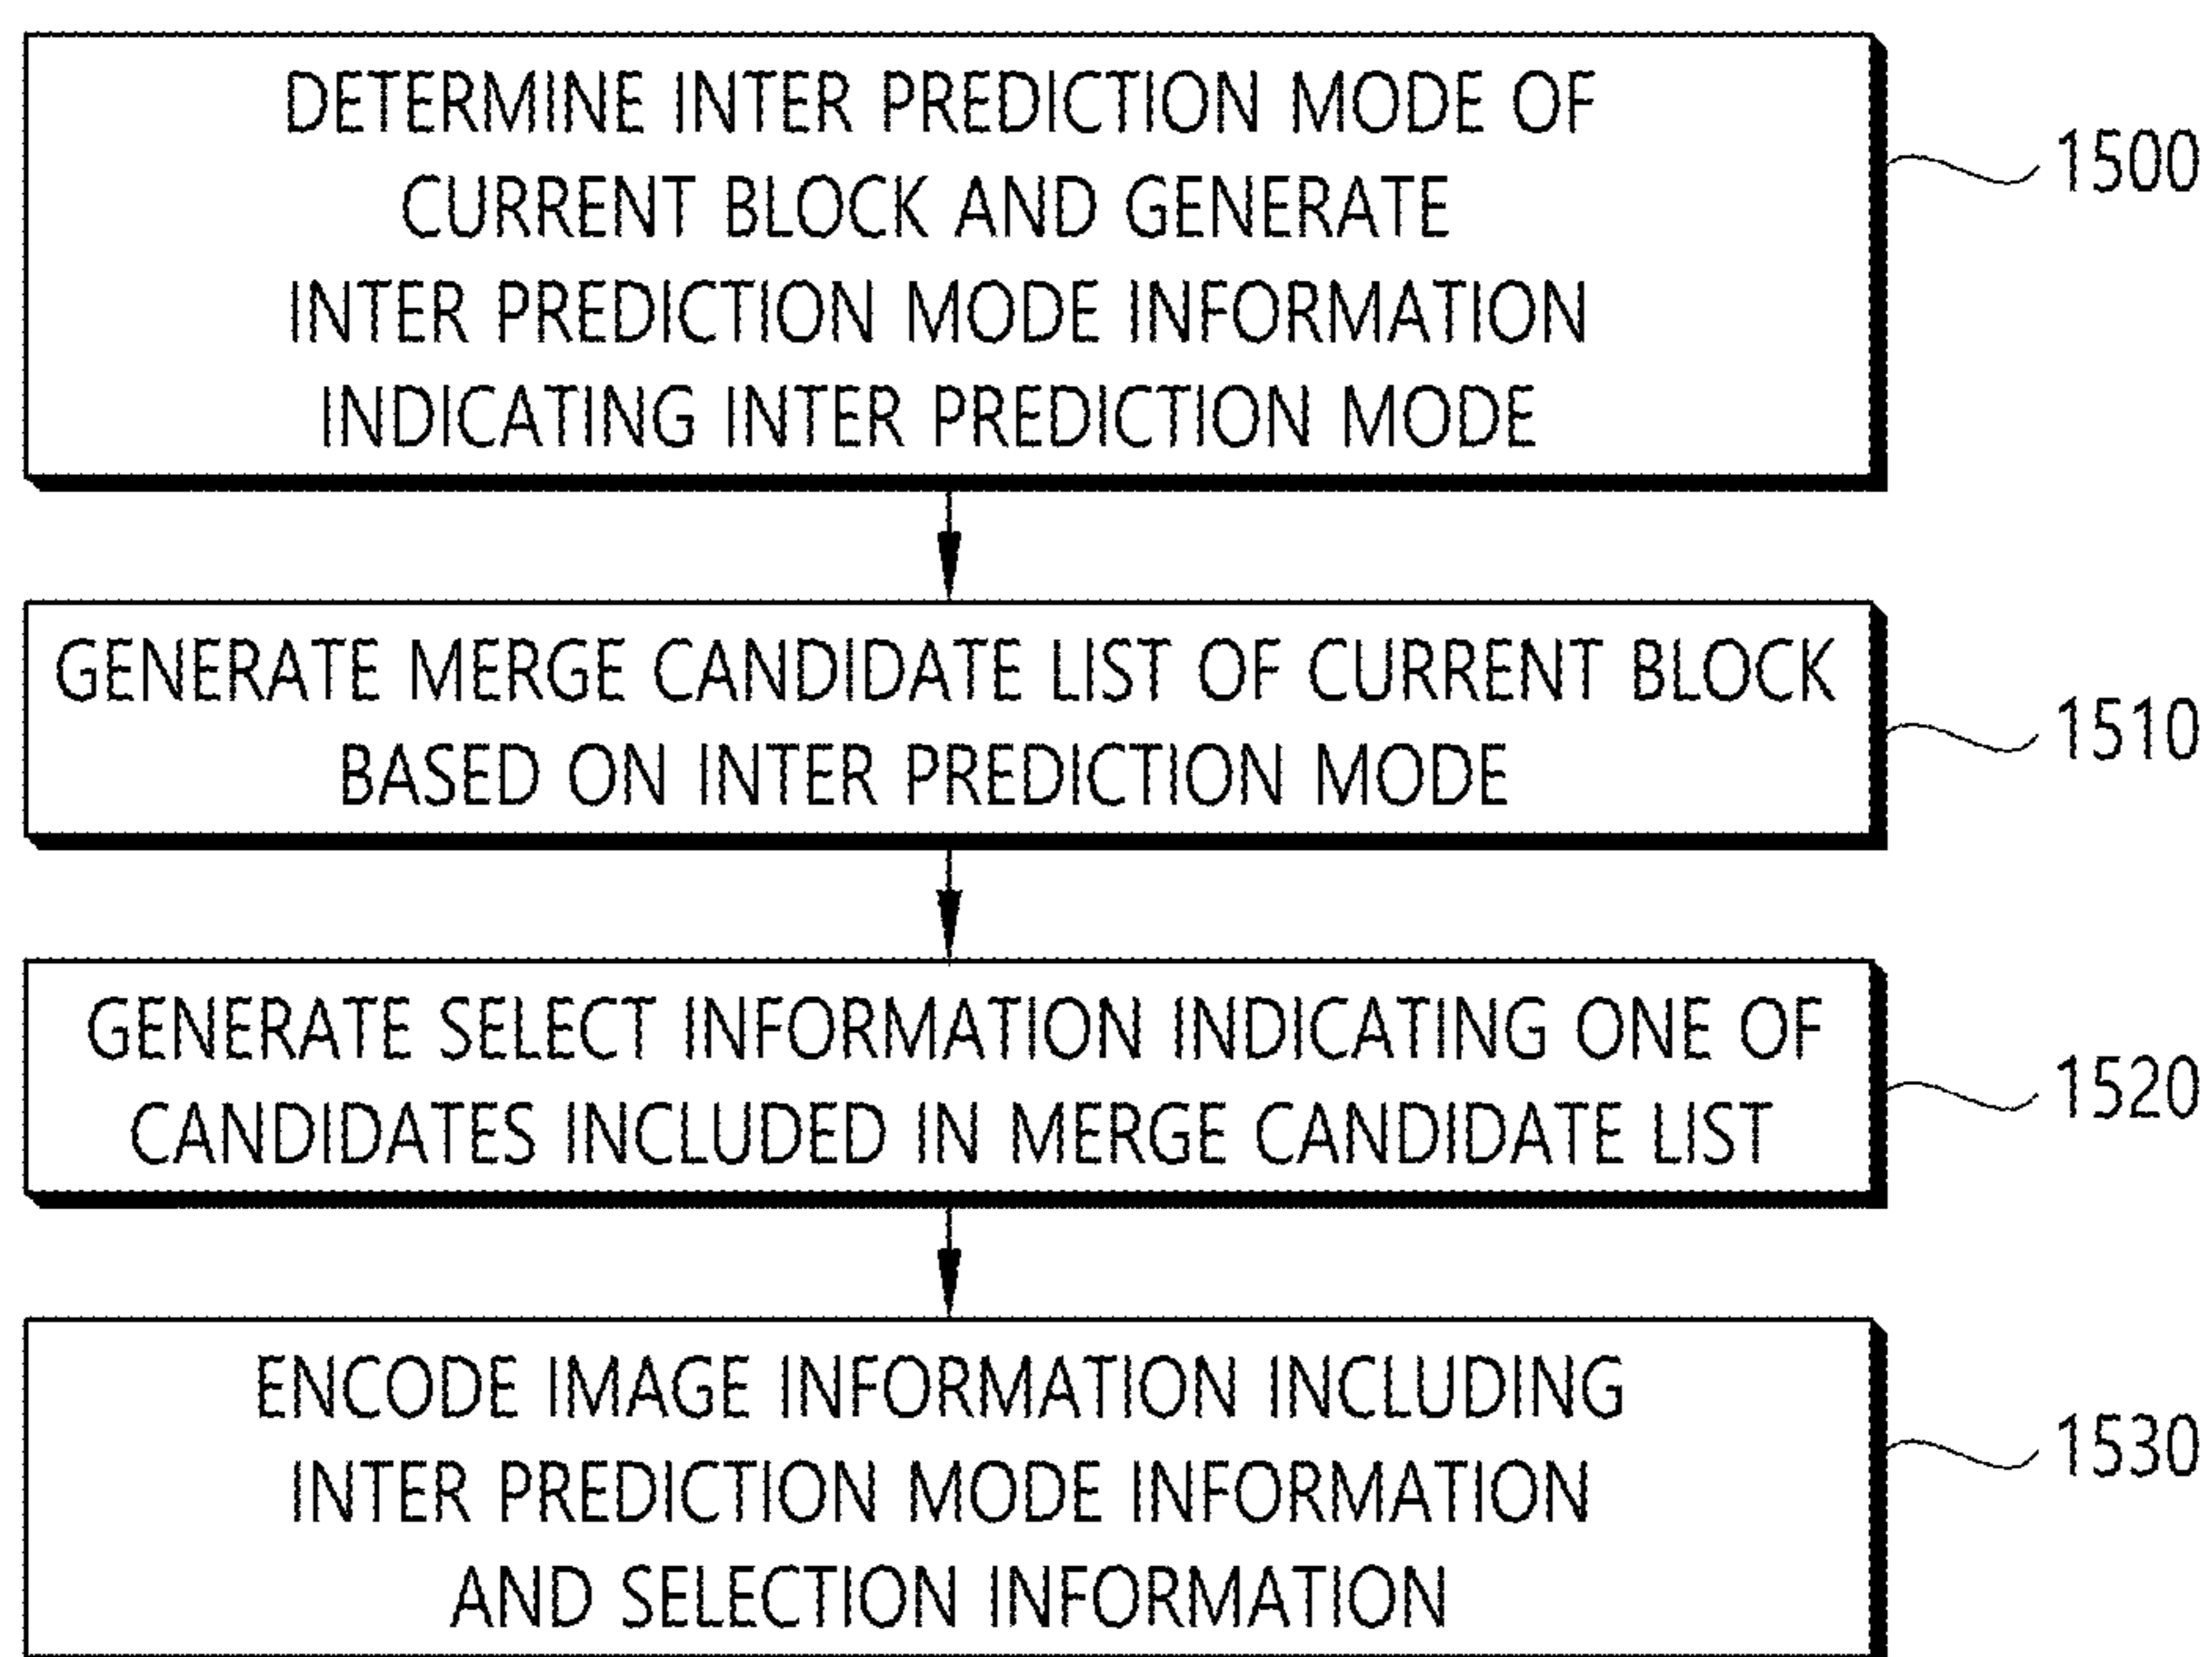 DETERMINE INTER PREDICTION MODE OF
CURRENT BLOCK AND GENERATE
INTER PREDICTION MODE INFORMATION
INDICATING INTER PREDICTION MODE
1500
GENERATE MERGE CANDIDATE LIST OF CURRENT BLOCK
BASED ON INTER PREDICTION MODE
1510
GENERATE SELECT INFORMATION INDICATING ONE OF
CANDIDATES INCLUDED IN MERGE CANDIDATE LIST
1520
ENCODE IMAGE INFORMATION INCLUDING
INTER PREDICTION MODE INFORMATION
AND SELECTION INFORMATION
1530